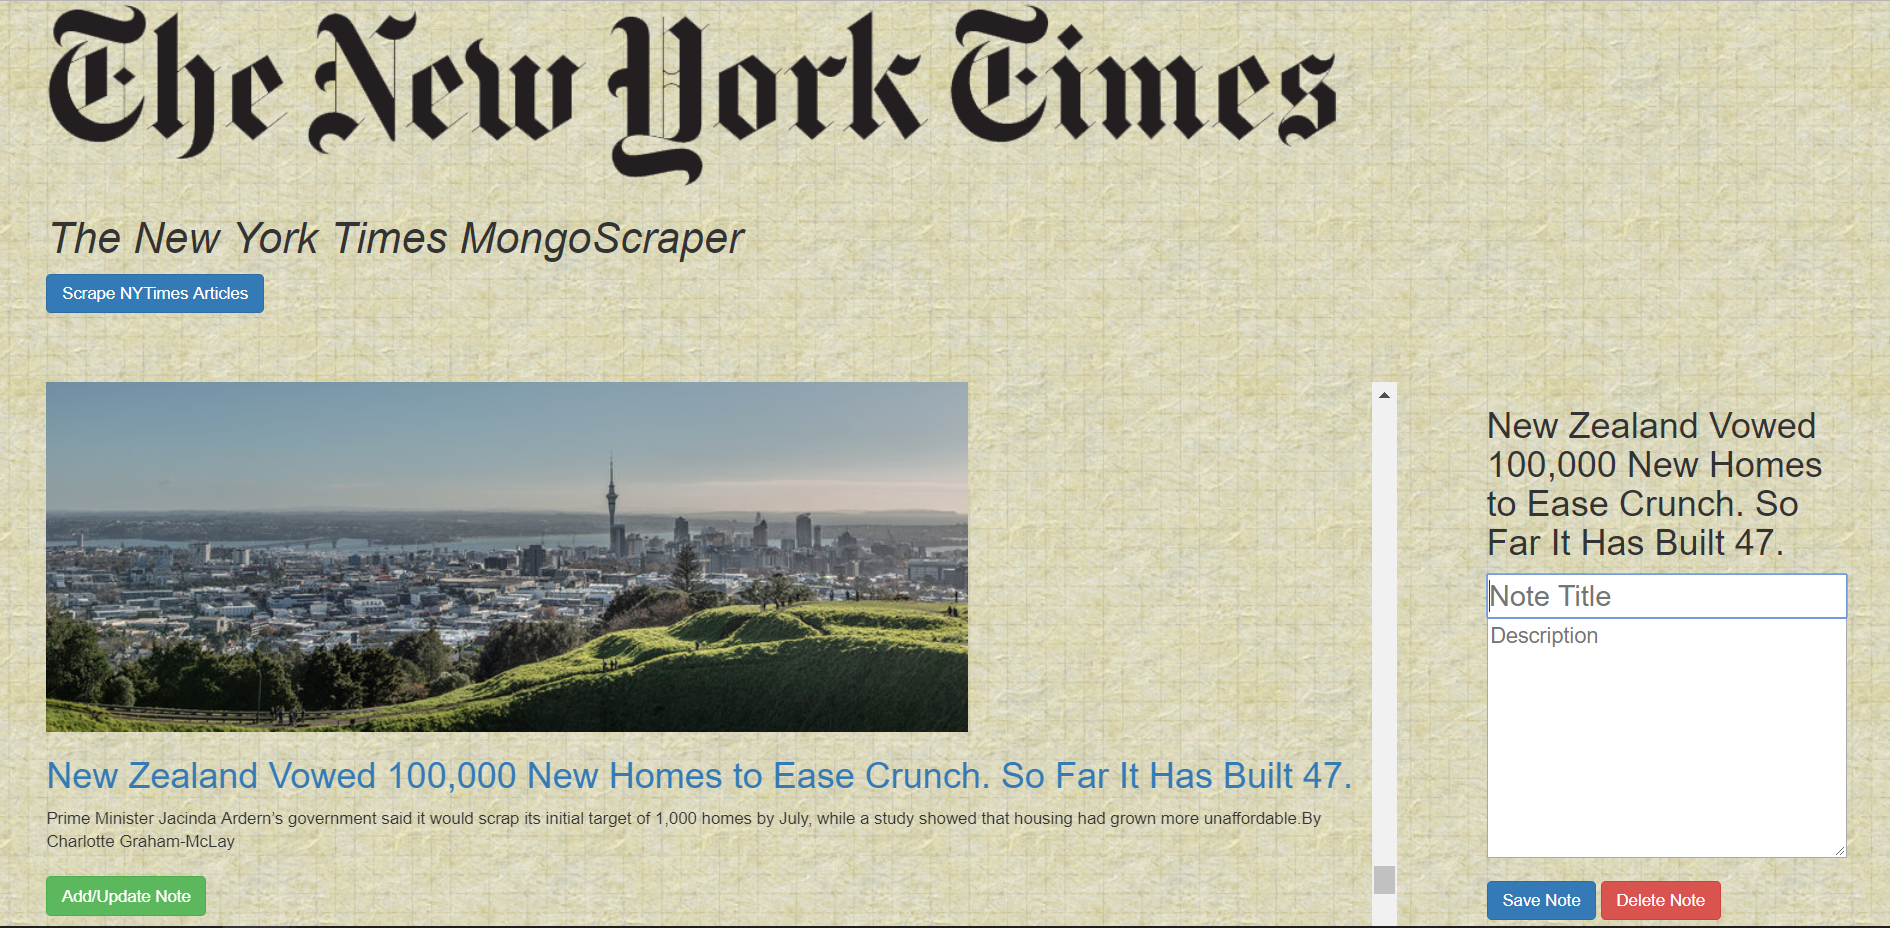 The New York Times
The New York Times MongoScraper
Scrape NYTimes Articles
New Zealand Vowed 100,000 New Homes to Ease Crunch. So Far It Has Built 47.
Prime Minister Jacinda Ardern’s government said it would scrap its initial target of 1,000 homes by July, while a study showed that housing had grown more unaffordable.By
Charlotte Graham-McLay
Add/Update Note
New Zealand Vowed
100,000 New Homes
to Ease Crunch. So
Far It Has Built 47.
Note Title
Description
Save Note
Delete Note